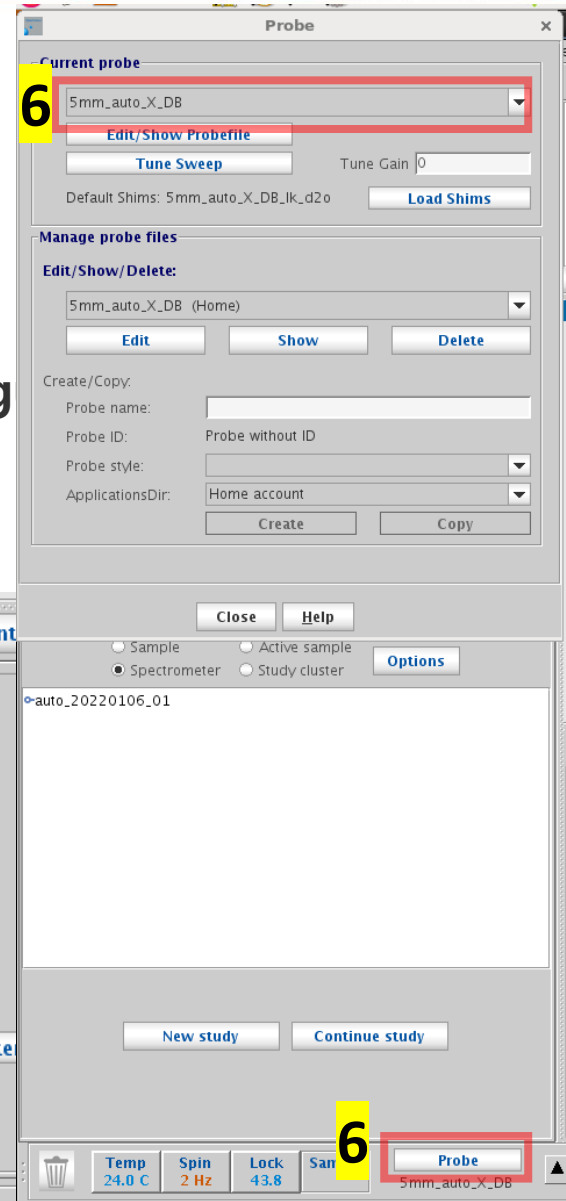 Probe
Current probe
6
5mm_auto_X_DB
Edit/Show Probefile
Tune Sweep
Tune Gain 0
Default Shims: 5mm_auto_X_DB_lk_d2o
Load Shims
Manage probe files
Edit/Show/Delete:
5mm_auto_X_DB (Home)
Edit Show Delete
g
Create/Copy:
Probe name:
Probe ID: Probe without ID
Probe style:
ApplicationsDir: Home account
Create Copy
Close Help
nt
Sample Active sample
Spectrometer Study cluster
Options
auto_20220106_01
New study Continue study
6
Temp Spin Lock Sam
24.0 C 2 Hz 43.8
Probe
5mm_auto_X_DB